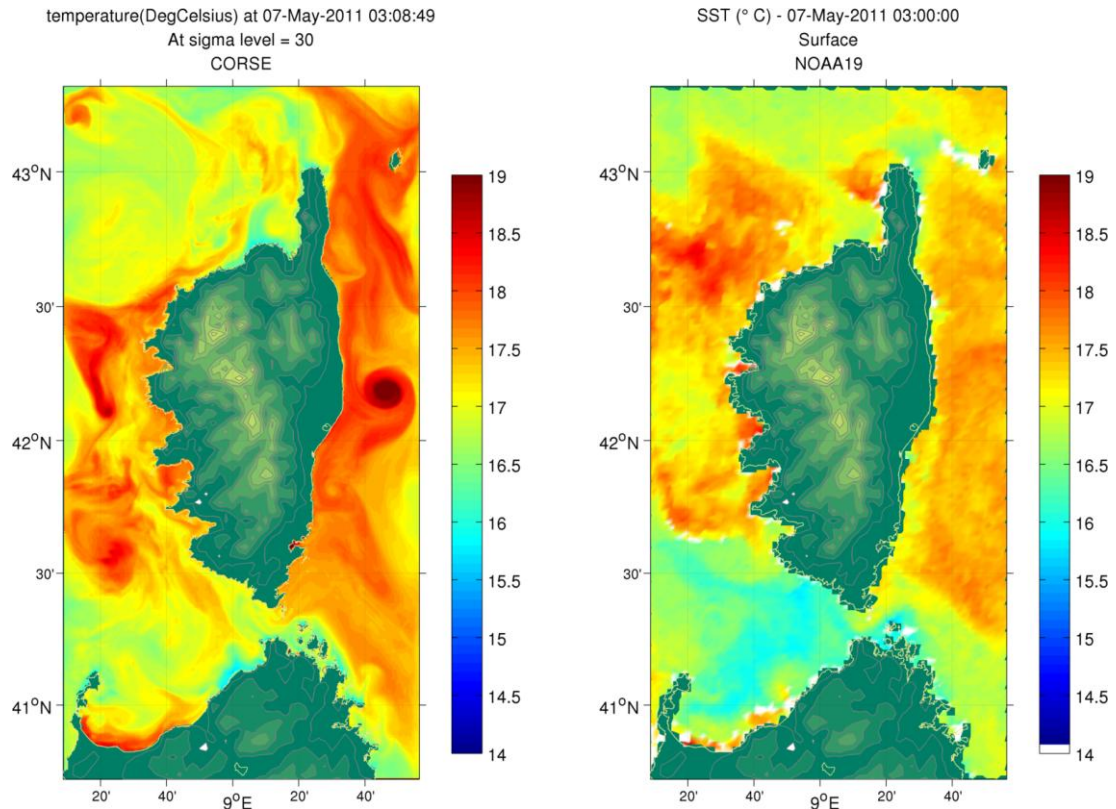 temperature(DegCelsius) at 07-May-2011 03:08:49
At sigma level = 30
CORSE
43°N
30'
42°N
30'
41°N
20'
40'
9°E
20'
40'
19
18.5
18
17.5
17
16.5
16
15.5
15
14.5
14
SST (° C) - 07-May-2011 03:00:00
Surface
NOAA19
43°N
30'
42°N
30'
41°N
20'
40'
9°E
20'
40'
19
18.5
18
17.5
17
16.5
16
15.5
15
14.5
14